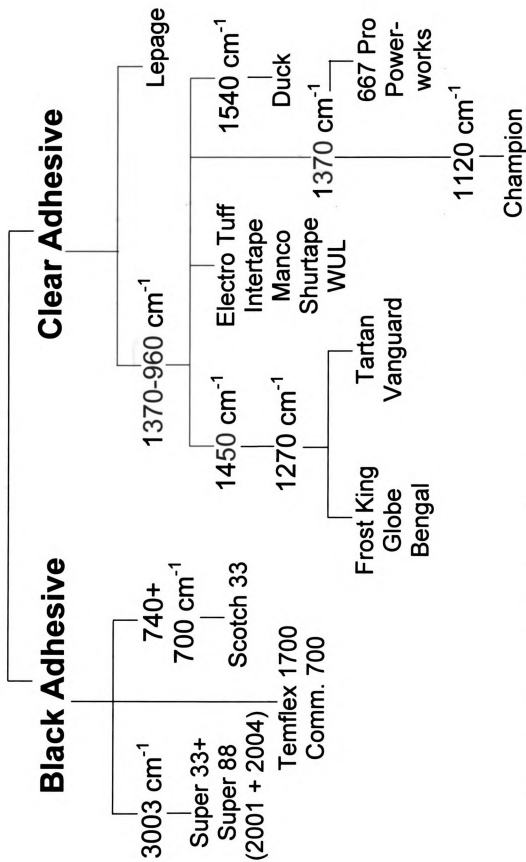 Black Adhesive
3003 cm-1
Super 33+
Super 88
(2001 + 2004)
Temflex 1700
Comm. 700
740+
700 cm-1
Scotch 33
Clear Adhesive
1370-960 cm-1
1450 cm-1
1270 cm-1
Frost King
Globe
Bengal
Tartan
Vanguard
Electro Tuff
Intertape
Manco
Shurtape
WUL
1370 cm-1
667 Pro
Power-
works
1120 cm-1
Champion
1540 cm-1
Duck
Lepage